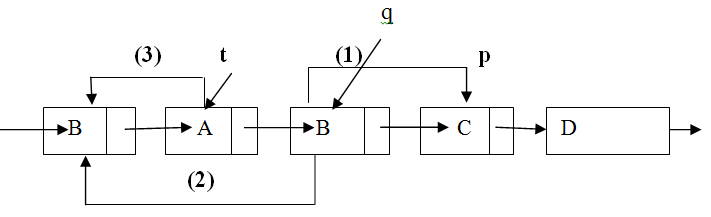 q
(3) t (1) p
B A B C D
(2)